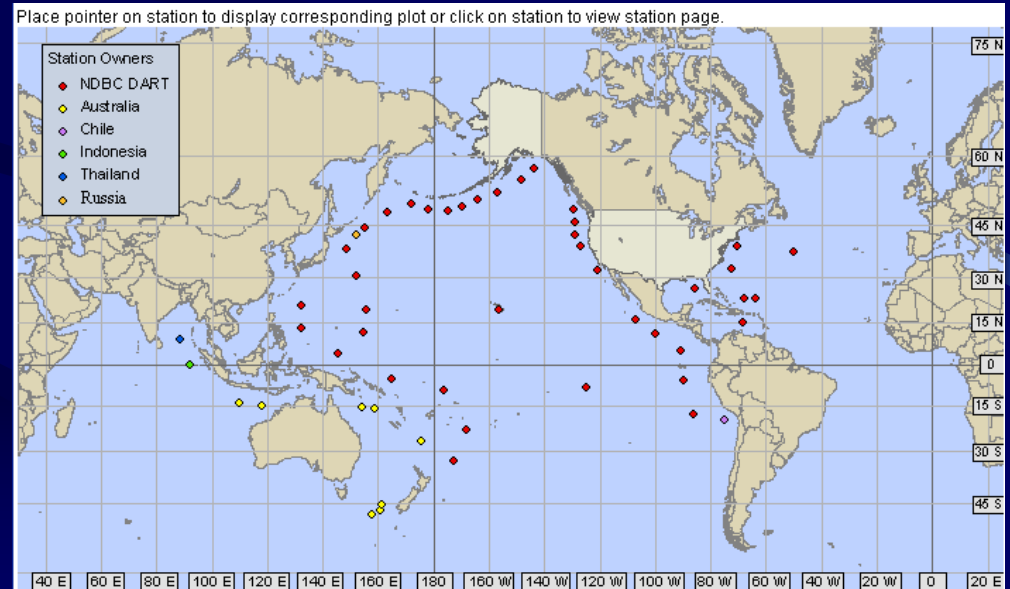 Place pointer on station to display corresponding plot or click on station to view station page.
Station Owners
NDBC DART
Australia
Chile
Indonesia
Thailand
Russia
75 N
60 N
45 N
30 N
15 N
0
15 S
30 S
45 S
40 E 60 E 80 E 100 E 120 E 140 E 160 E 180 160 W 140 W 120 W 100 W 80 W 60 W 40 W 20 W 0 20 E